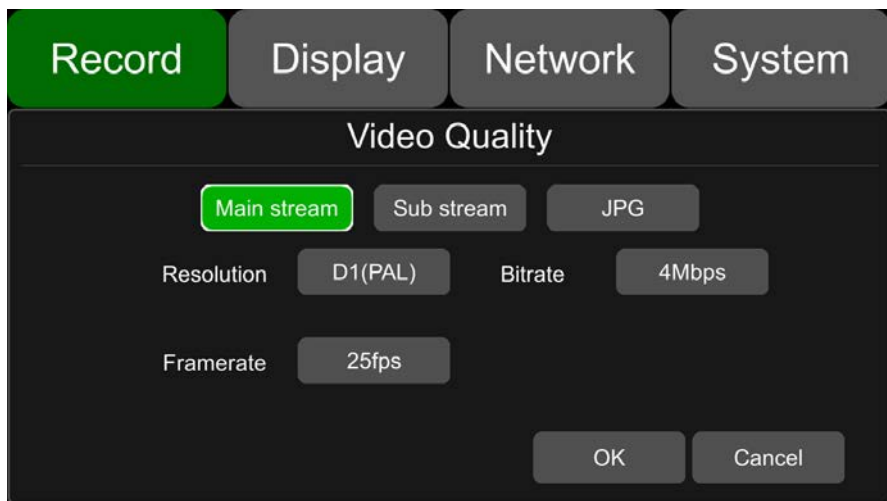 Record Display Network System
Video Quality
Main stream Sub stream JPG
Resolution D1(PAL) Bitrate 4Mbps
Framerate 25fps
OK Cancel